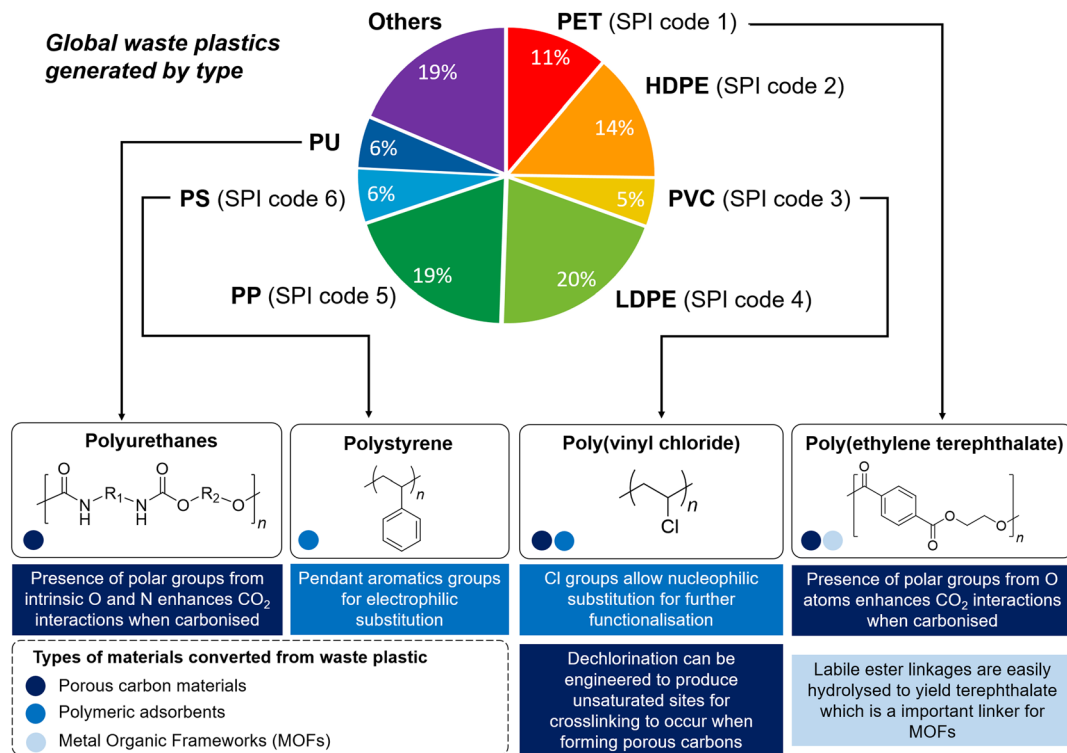 Global waste plastics
generated by type
Others
PET (SPI code 1)
19%
11%
HDPE (SPI code 2)
14%
PU
6%
PS (SPI code 6)
6%
5%
PVC (SPI code 3)
19%
20%
PP (SPI code 5)
LDPE (SPI code 4)
Polyurethanes
O
N
H
R1
N
H
O
O
R2
O
n
Polystyrene
n
Poly(vinyl chloride)
n
Cl
Poly(ethylene terephthalate)
O
O
O
O
n
Presence of polar groups from
intrinsic O and N enhances CO2
interactions when carbonised
Pendant aromatics groups
for electrophilic
substitution
Cl groups allow nucleophilic
substitution for further
functionalisation
Presence of polar groups from O
atoms enhances CO2 interactions
when carbonised
Types of materials converted from waste plastic
Porous carbon materials
Polymeric adsorbents
Metal Organic Frameworks (MOFs)
Dechlorination can be
engineered to produce
unsaturated sites for
crosslinking to occur when
forming porous carbons
Labile ester linkages are easily
hydrolysed to yield terephthalate
which is a important linker for
MOFs